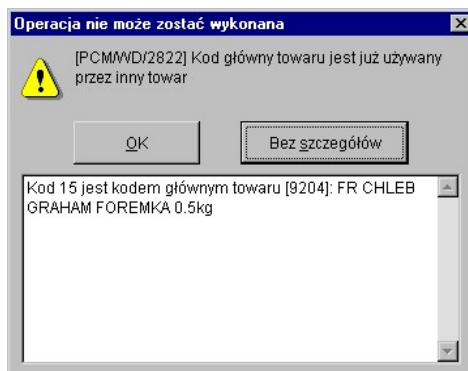 Operacja nie może zostać wykonana
[PCM/WD/2822] Kod główny towaru jest już używany
przez inny towar
OK
Bez szczegółów
Kod 15 jest kodem głównym towaru [9204]: FR CHLEB
GRAHAM FOREMKA 0.5kg